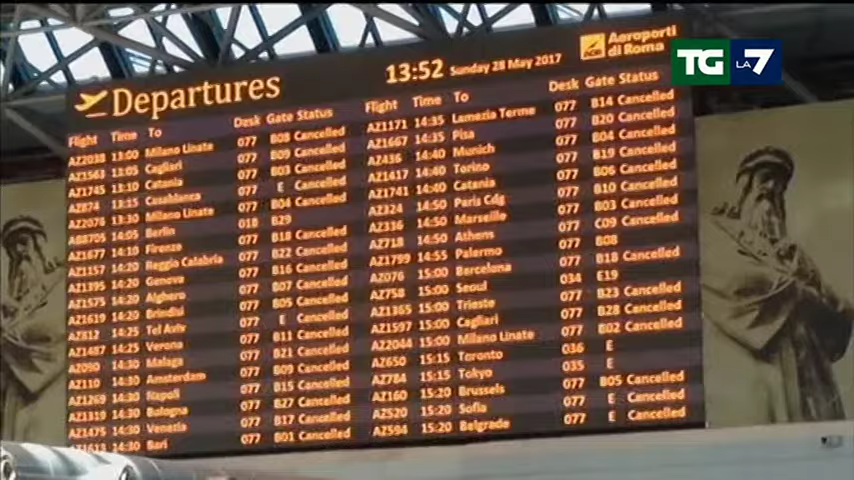 TG LA 7
Departures 13:52 Sunday 28 May 2017 ADR Aeroporti di Roma
Flight Time To Desk Gate Status Flight Time To Desk Gate Status
AZ2038 13:00 Milano Linate 077 B08 Cancelled AZ1171 14:35 Lamezia Terme 077 B14 Cancelled
AZ1563 13:05 Cagliari 077 B09 Cancelled AZ1667 14:35 Pisa 077 B20 Cancelled
AZ1745 13:10 Catania 077 B03 Cancelled AZ436 14:40 Munich 077 B04 Cancelled
AZ874 13:15 Casablanca 077 E Cancelled AZ1417 14:40 Torino 077 B19 Cancelled
AZ2076 13:30 Milano Linate 077 B04 Cancelled AZ1741 14:40 Catania 077 B06 Cancelled
AB8705 14:05 Berlin 018 B29 AZ324 14:50 Paris Cdg 077 B10 Cancelled
AZ1677 14:10 Firenze 077 B18 Cancelled AZ336 14:50 Marseille 077 B03 Cancelled
AZ1157 14:20 Reggio Calabria 077 B22 Cancelled AZ718 14:50 Athens 077 C09 Cancelled
AZ1395 14:20 Genova 077 B16 Cancelled AZ1799 14:55 Palermo 077 B08
AZ1575 14:20 Alghero 077 B07 Cancelled AZ076 15:00 Barcelona 077 B18 Cancelled
AZ1619 14:20 Brindisi 077 B05 Cancelled AZ758 15:00 Seoul 034 E19
AZ812 14:25 Tel Aviv 077 E Cancelled AZ1365 15:00 Trieste 077 B23 Cancelled
AZ1487 14:25 Verona 077 B11 Cancelled AZ1597 15:00 Cagliari 077 B28 Cancelled
AZ090 14:30 Malaga 077 B21 Cancelled AZ2044 15:00 Milano Linate 077 B02 Cancelled
AZ110 14:30 Amsterdam 077 B09 Cancelled AZ650 15:15 Toronto 036 E
AZ1269 14:30 Napoli 077 B15 Cancelled AZ784 15:15 Tokyo 035 E
AZ1319 14:30 Bologna 077 B27 Cancelled AZ160 15:20 Brussels 077 B05 Cancelled
AZ1475 14:30 Venezia 077 B17 Cancelled AZ520 15:20 Sofia 077 E Cancelled
AZ1613 14:30 Bari 077 B01 Cancelled AZ594 15:20 Belgrade 077 E Cancelled